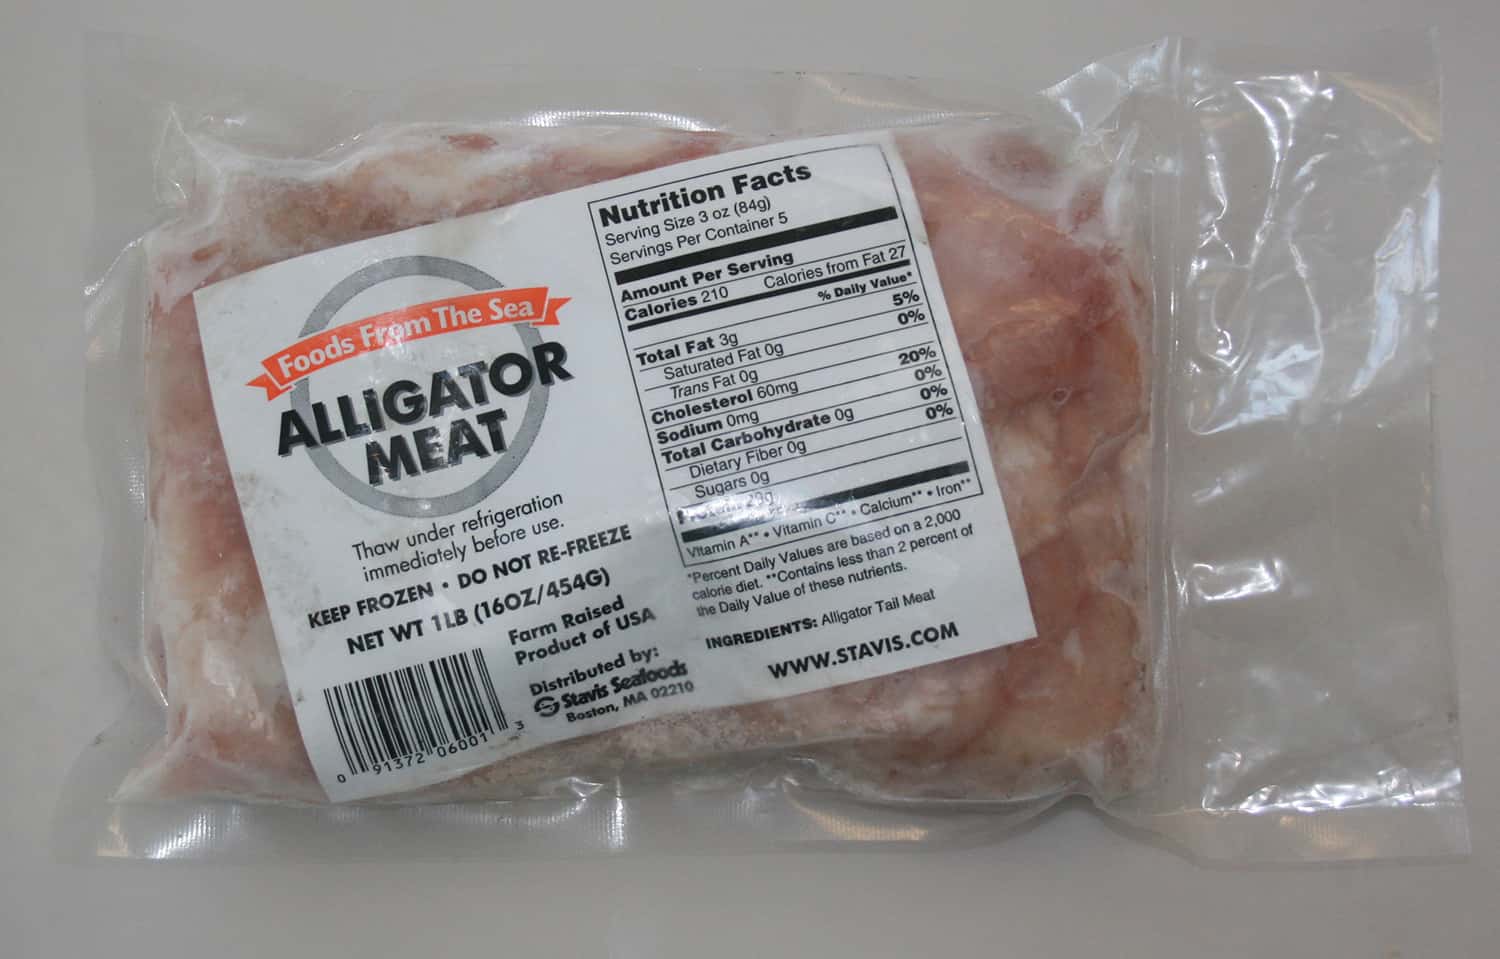 Foods From The Sea
ALLIGATOR
MEAT
Thaw under refrigeration
immediately before use.
KEEP FROZEN • DO NOT RE-FREEZE
NET WT 1LB (16OZ/454G)
Farm Raised
Product of USA
Distributed by:
Stavis Seafoods
Boston, MA 02210
0 91372 06001 3
Nutrition Facts
Serving Size 3 oz (84g)
Servings Per Container 5
Amount Per Serving
Calories 210 Calories from Fat 27
% Daily Value*
Total Fat 3g 5%
Saturated Fat 0g 0%
Trans Fat 0g
Cholesterol 60mg 20%
Sodium 0mg 0%
Total Carbohydrate 0g 0%
Dietary Fiber 0g 0%
Sugars 0g
Protein
Vitamin A** • Vitamin C** • Calcium** • Iron**
*Percent Daily Values are based on a 2,000
calorie diet. **Contains less than 2 percent of
the Daily Value of these nutrients.
INGREDIENTS: Alligator Tail Meat
WWW.STAVIS.COM